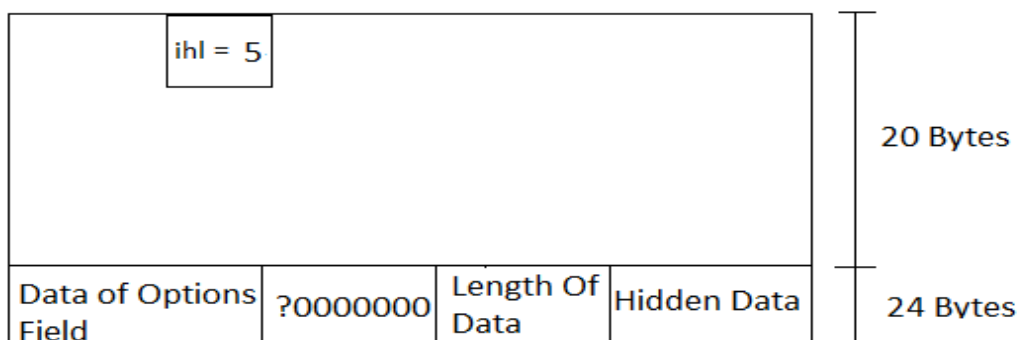 ihl = 5
20 Bytes
Data of Options
Field
?0000000
Length Of
Data
Hidden Data
24 Bytes